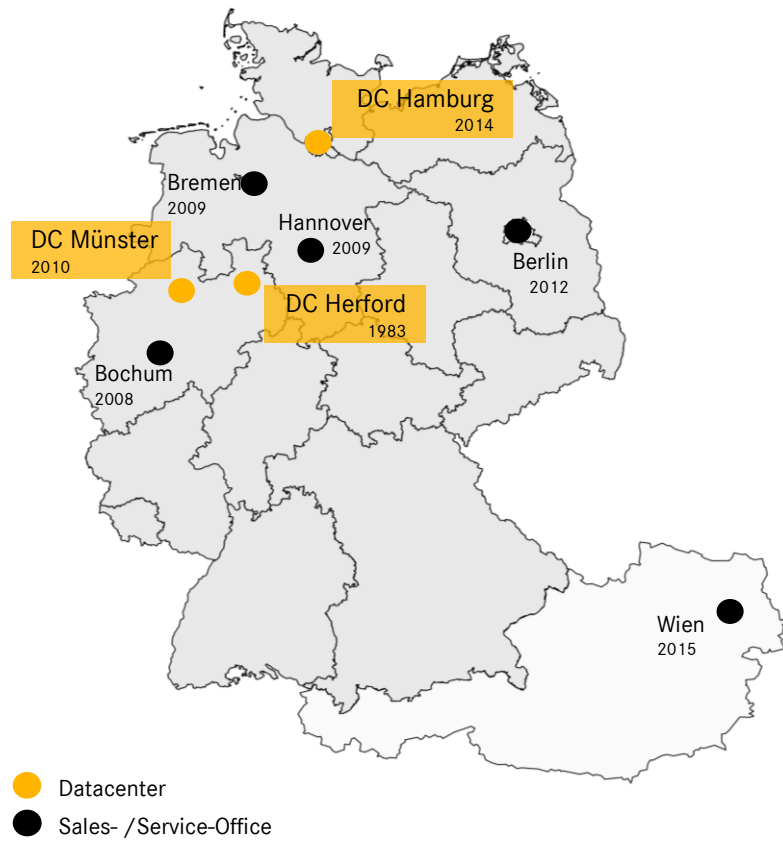 DC Hamburg
2014
Bremen
2009
Hannover
2009
DC Münster
2010
Berlin
2012
DC Herford
1983
Bochum
2008
Wien
2015
Datacenter
Sales- /Service-Office